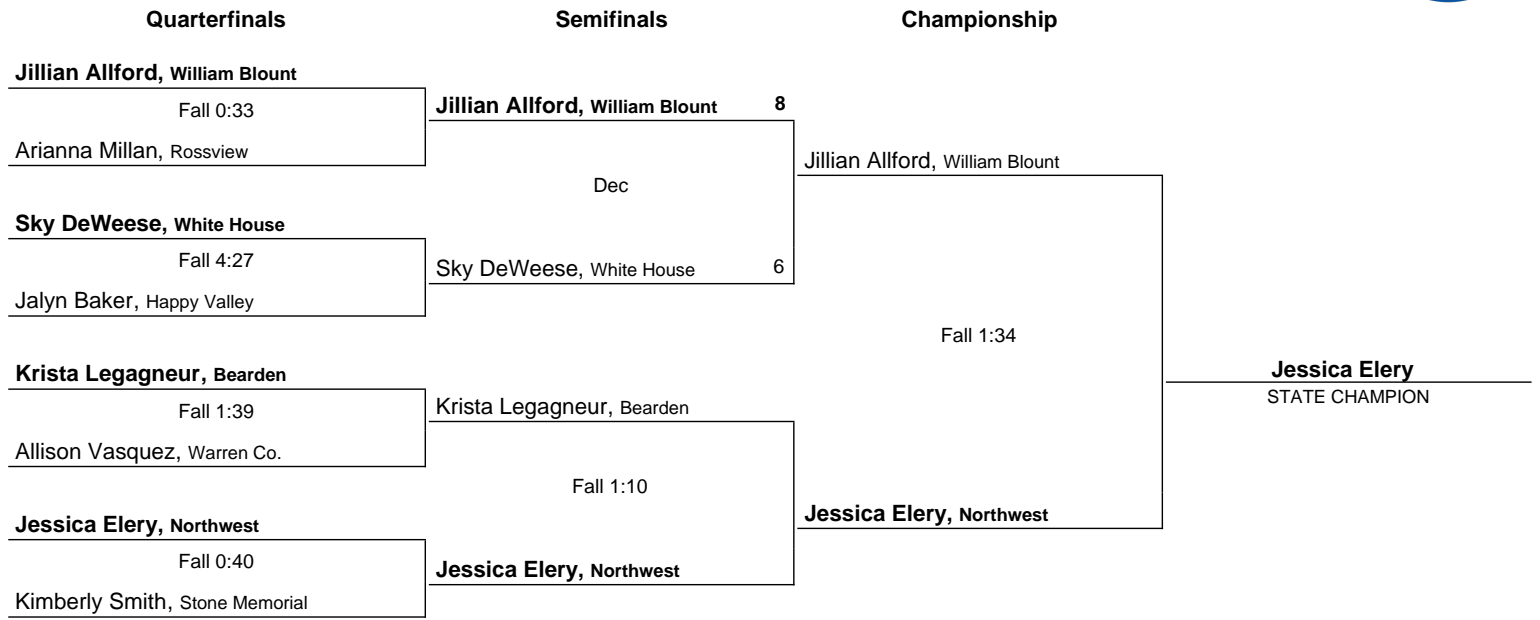 Quarterfinals Semifinals Championship
Jillian Allford, William Blount
Fall 0:33
Arianna Millan, Rossview
Sky DeWeese, White House
Fall 4:27
Jalyn Baker, Happy Valley
Krista Legagneur, Bearden
Fall 1:39
Allison Vasquez, Warren Co.
Jessica Elery, Northwest
Fall 0:40
Kimberly Smith, Stone Memorial
Jillian Allford, William Blount 8
Dec
Sky DeWeese, White House 6
Krista Legagneur, Bearden
Fall 1:10
Jessica Elery, Northwest
Jillian Allford, William Blount
Fall 1:34
Jessica Elery, Northwest
Jessica Elery
STATE CHAMPION